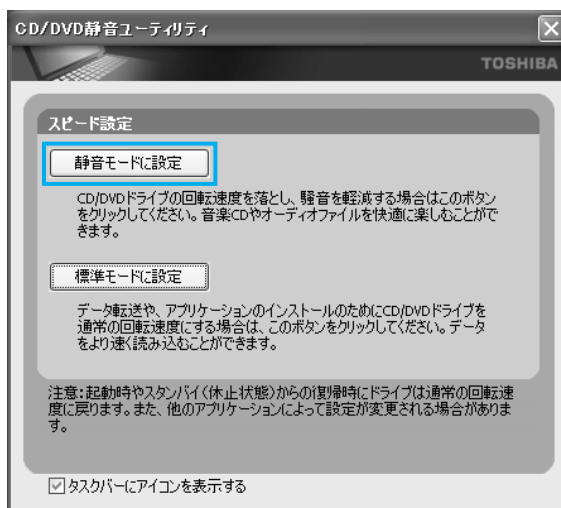 CD/DVD静音ユーティリティ
TOSHIBA
スピード設定
静音モードに設定
CD/DVDドライブの回転速度を落とし、騒音を軽減する場合はこのボタン
をクリックしてください。音楽CDやオーディオファイルを快適に楽しむことがで
きます。
標準モードに設定
データ転送や、アプリケーションのインストールのためにCD/DVDドライブを
通常の回転速度にする場合は、このボタンをクリックしてください。データ
をより速く読み込むことができます。
注意:起動時やスタンバイ(休止状態)からの復帰時にドライブは通常の回転速
度に戻ります。また、他のアプリケーションによって設定が変更される場合がありま
す。
タスクバーにアイコンを表示する